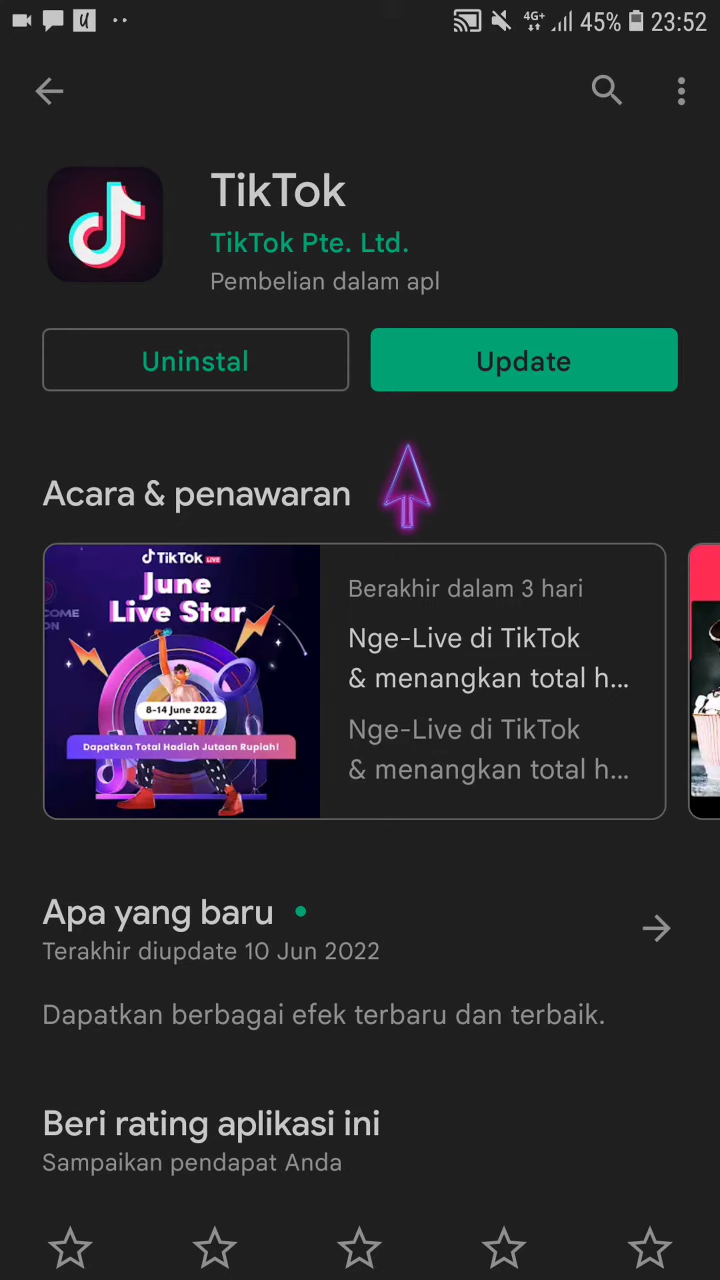 4G+ 45% 23:52
TikTok
TikTok Pte. Ltd.
Pembelian dalam apl
Uninstal
Update
Acara & penawaran
TikTok LIVE
June
Live Star
8-14 June 2022
Dapatkan Total Hadiah Jutaan Rupiah!
Berakhir dalam 3 hari
Nge-Live di TikTok
& menangkan total h...
Nge-Live di TikTok
& menangkan total h...
Apa yang baru
Terakhir diupdate 10 Jun 2022
Dapatkan berbagai efek terbaru dan terbaik.
Beri rating aplikasi ini
Sampaikan pendapat Anda